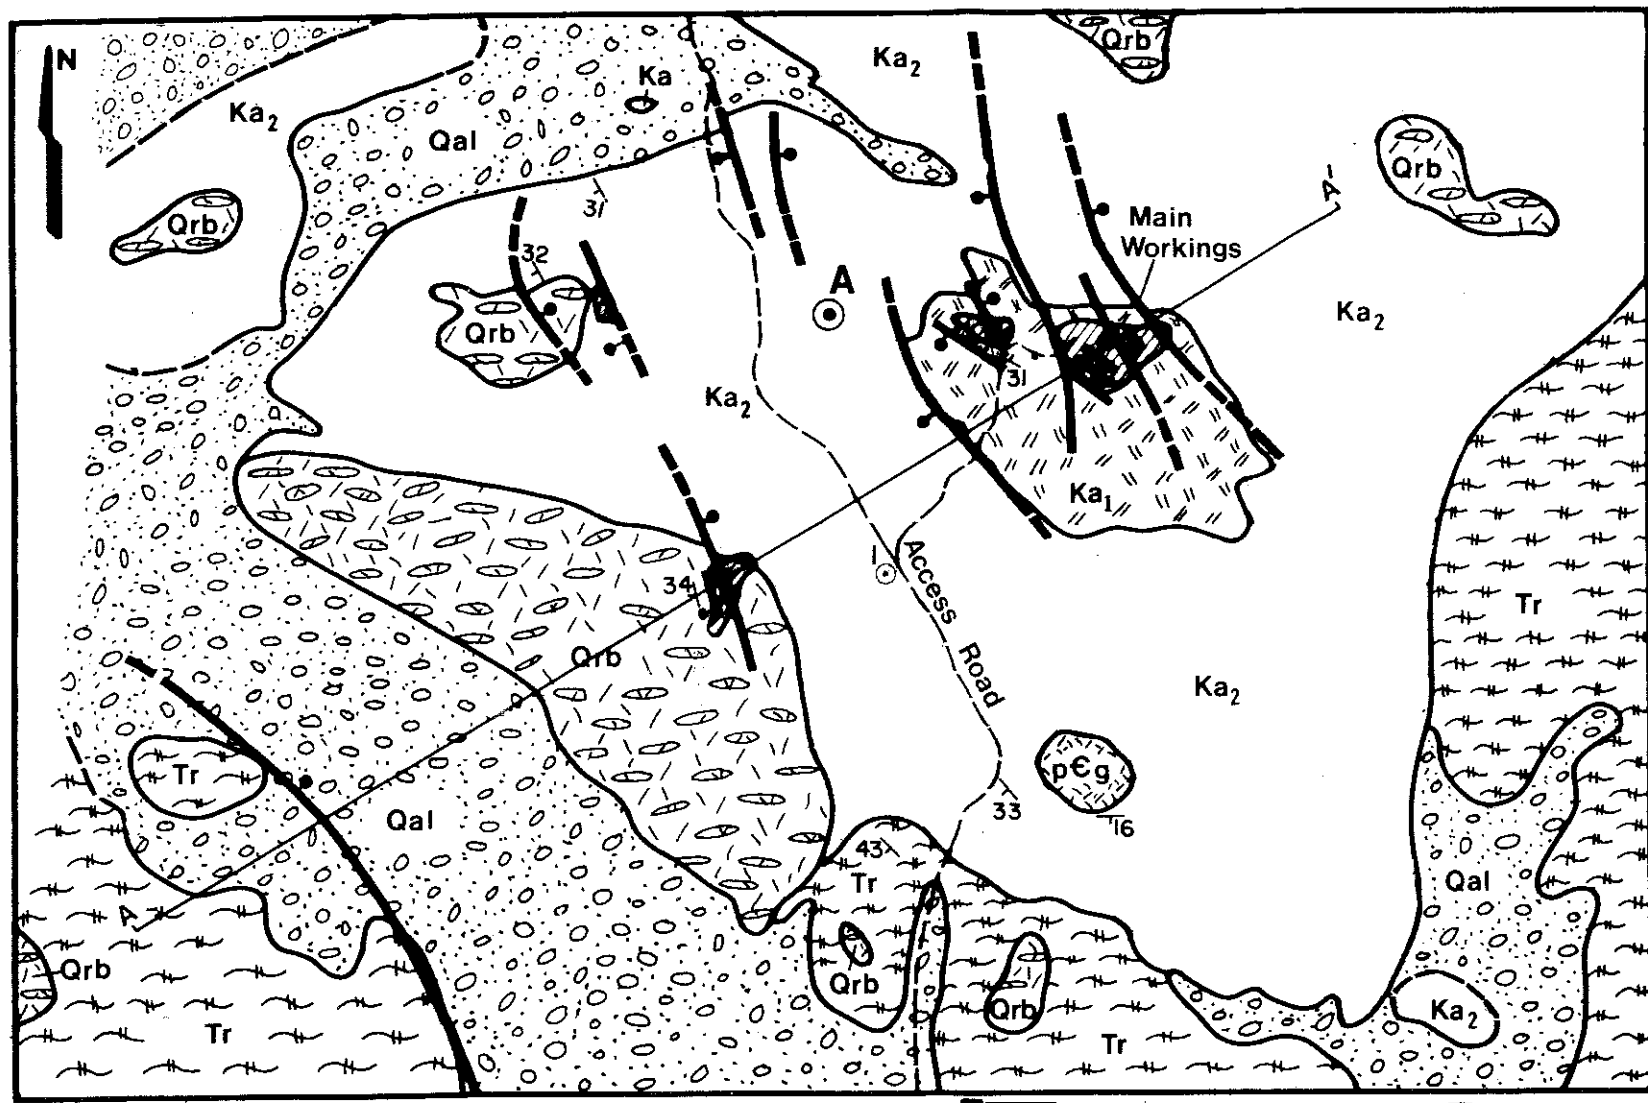 N
Ka2
Qrb
Ka
Ka2
Qal
Qrb
A'
Qrb
31
Main
Workings
32
A
Ka2
Qrb
31
Ka2
Ka1
34
1
Access
Road
Qrb
Tr
Ka2
Tr
p€g
33
16
Qal
43
Tr
Qal
A
Qrb
Qrb
Qrb
Ka2
Tr
Tr